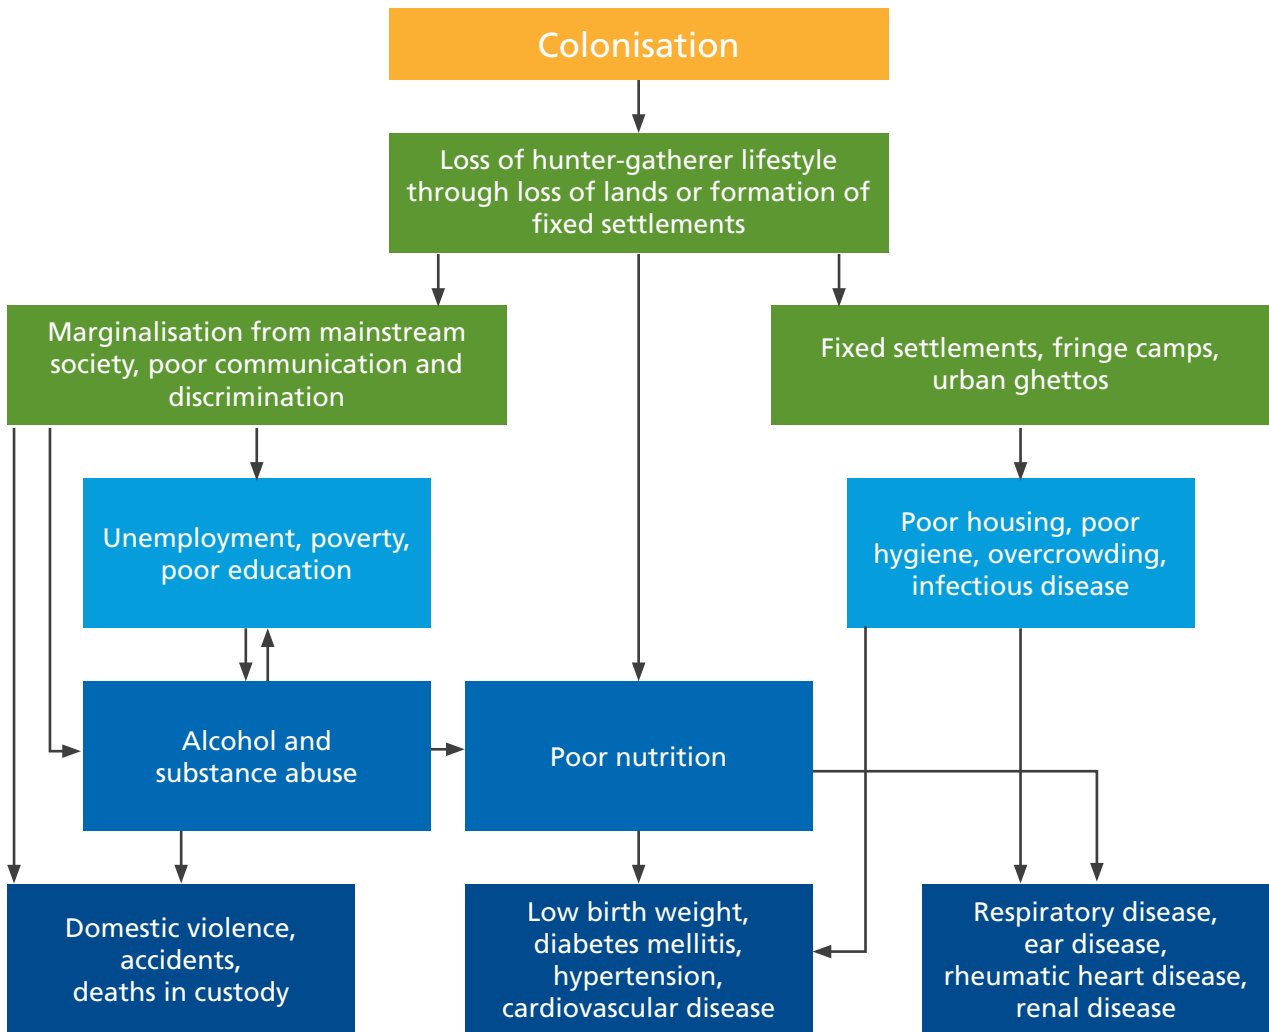 Colonisation
Loss of hunter-gatherer lifestyle
through loss of lands or formation of
fixed settlements
Marginalisation from mainstream
society, poor communication and
discrimination
Fixed settlements, fringe camps,
urban ghettos
Unemployment, poverty,
poor education
Poor housing, poor
hygiene, overcrowding,
infectious disease
Alcohol and
substance abuse
Poor nutrition
Domestic violence,
accidents,
deaths in custody
Low birth weight,
diabetes mellitis,
hypertension,
cardiovascular disease
Respiratory disease,
ear disease,
rheumatic heart disease,
renal disease